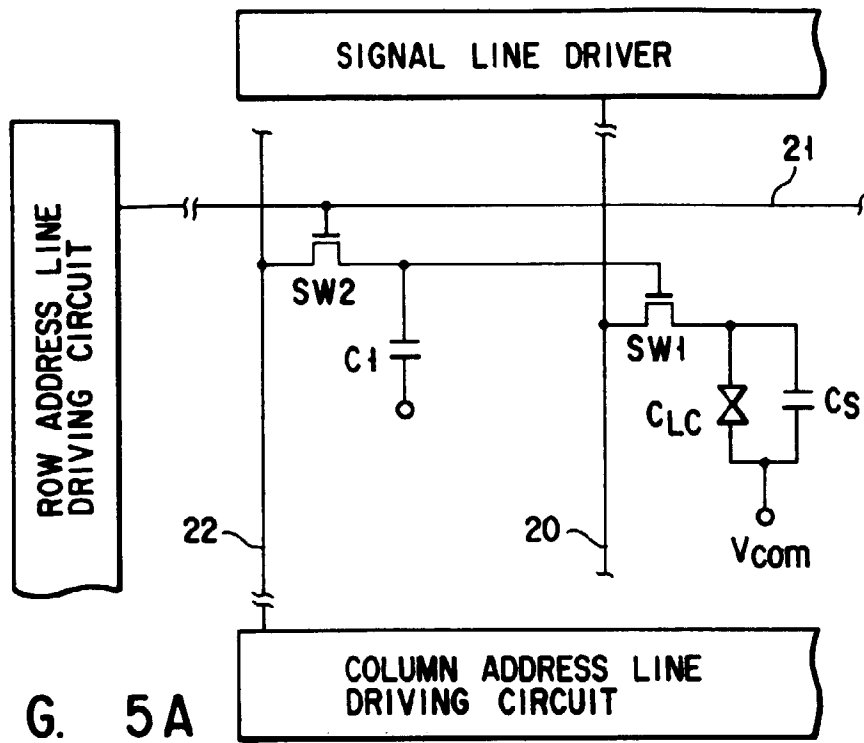 SIGNAL LINE DRIVER
21
ROW ADDRESS LINE
DRIVING CIRCUIT
SW2
SW1
C1
CLC
CS
22
20
Vcom
COLUMN ADDRESS LINE
DRIVING CIRCUIT
G. 5A